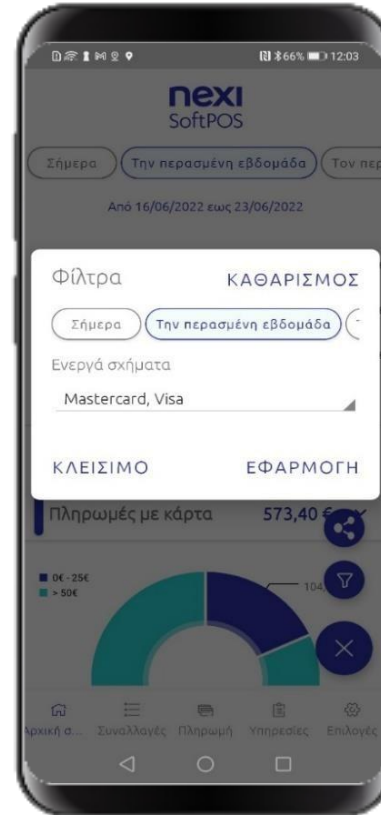 66% 12:03
nexi
SoftPOS
Σήμερα Την περασμένη εβδομάδα Τον περ
Από 16/06/2022 εως 23/06/2022
Φίλτρα ΚΑΘΑΡΙΣΜΟΣ
Σήμερα Την περασμένη εβδομάδα
Ενεργά σχήματα
Mastercard, Visa
ΚΛΕΙΣΙΜΟ ΕΦΑΡΜΟΓΗ
Πληρωμές με κάρτα 573,40 €
0€ - 25€
> 50€
104,
Αρχική σ... Συναλλαγές Πληρωμή Υπηρεσίες Επιλογές